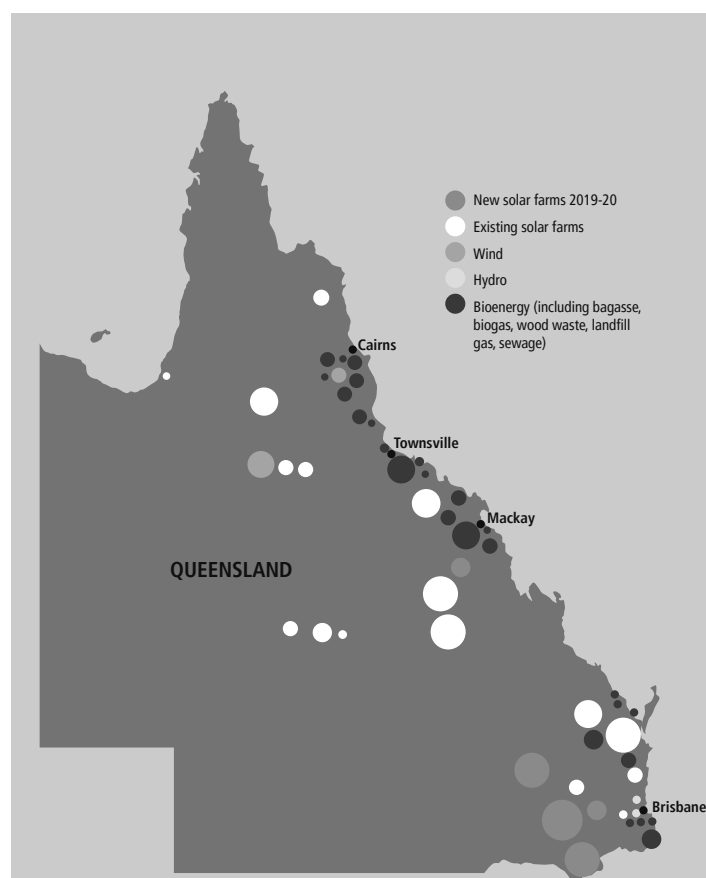 New solar farms 2019-20
Existing solar farms
Wind
Hydro
Bioenergy (including bagasse,
biogas, wood waste, landfill
gas, sewage)
Cairns
Townsville
Mackay
QUEENSLAND
Brisbane